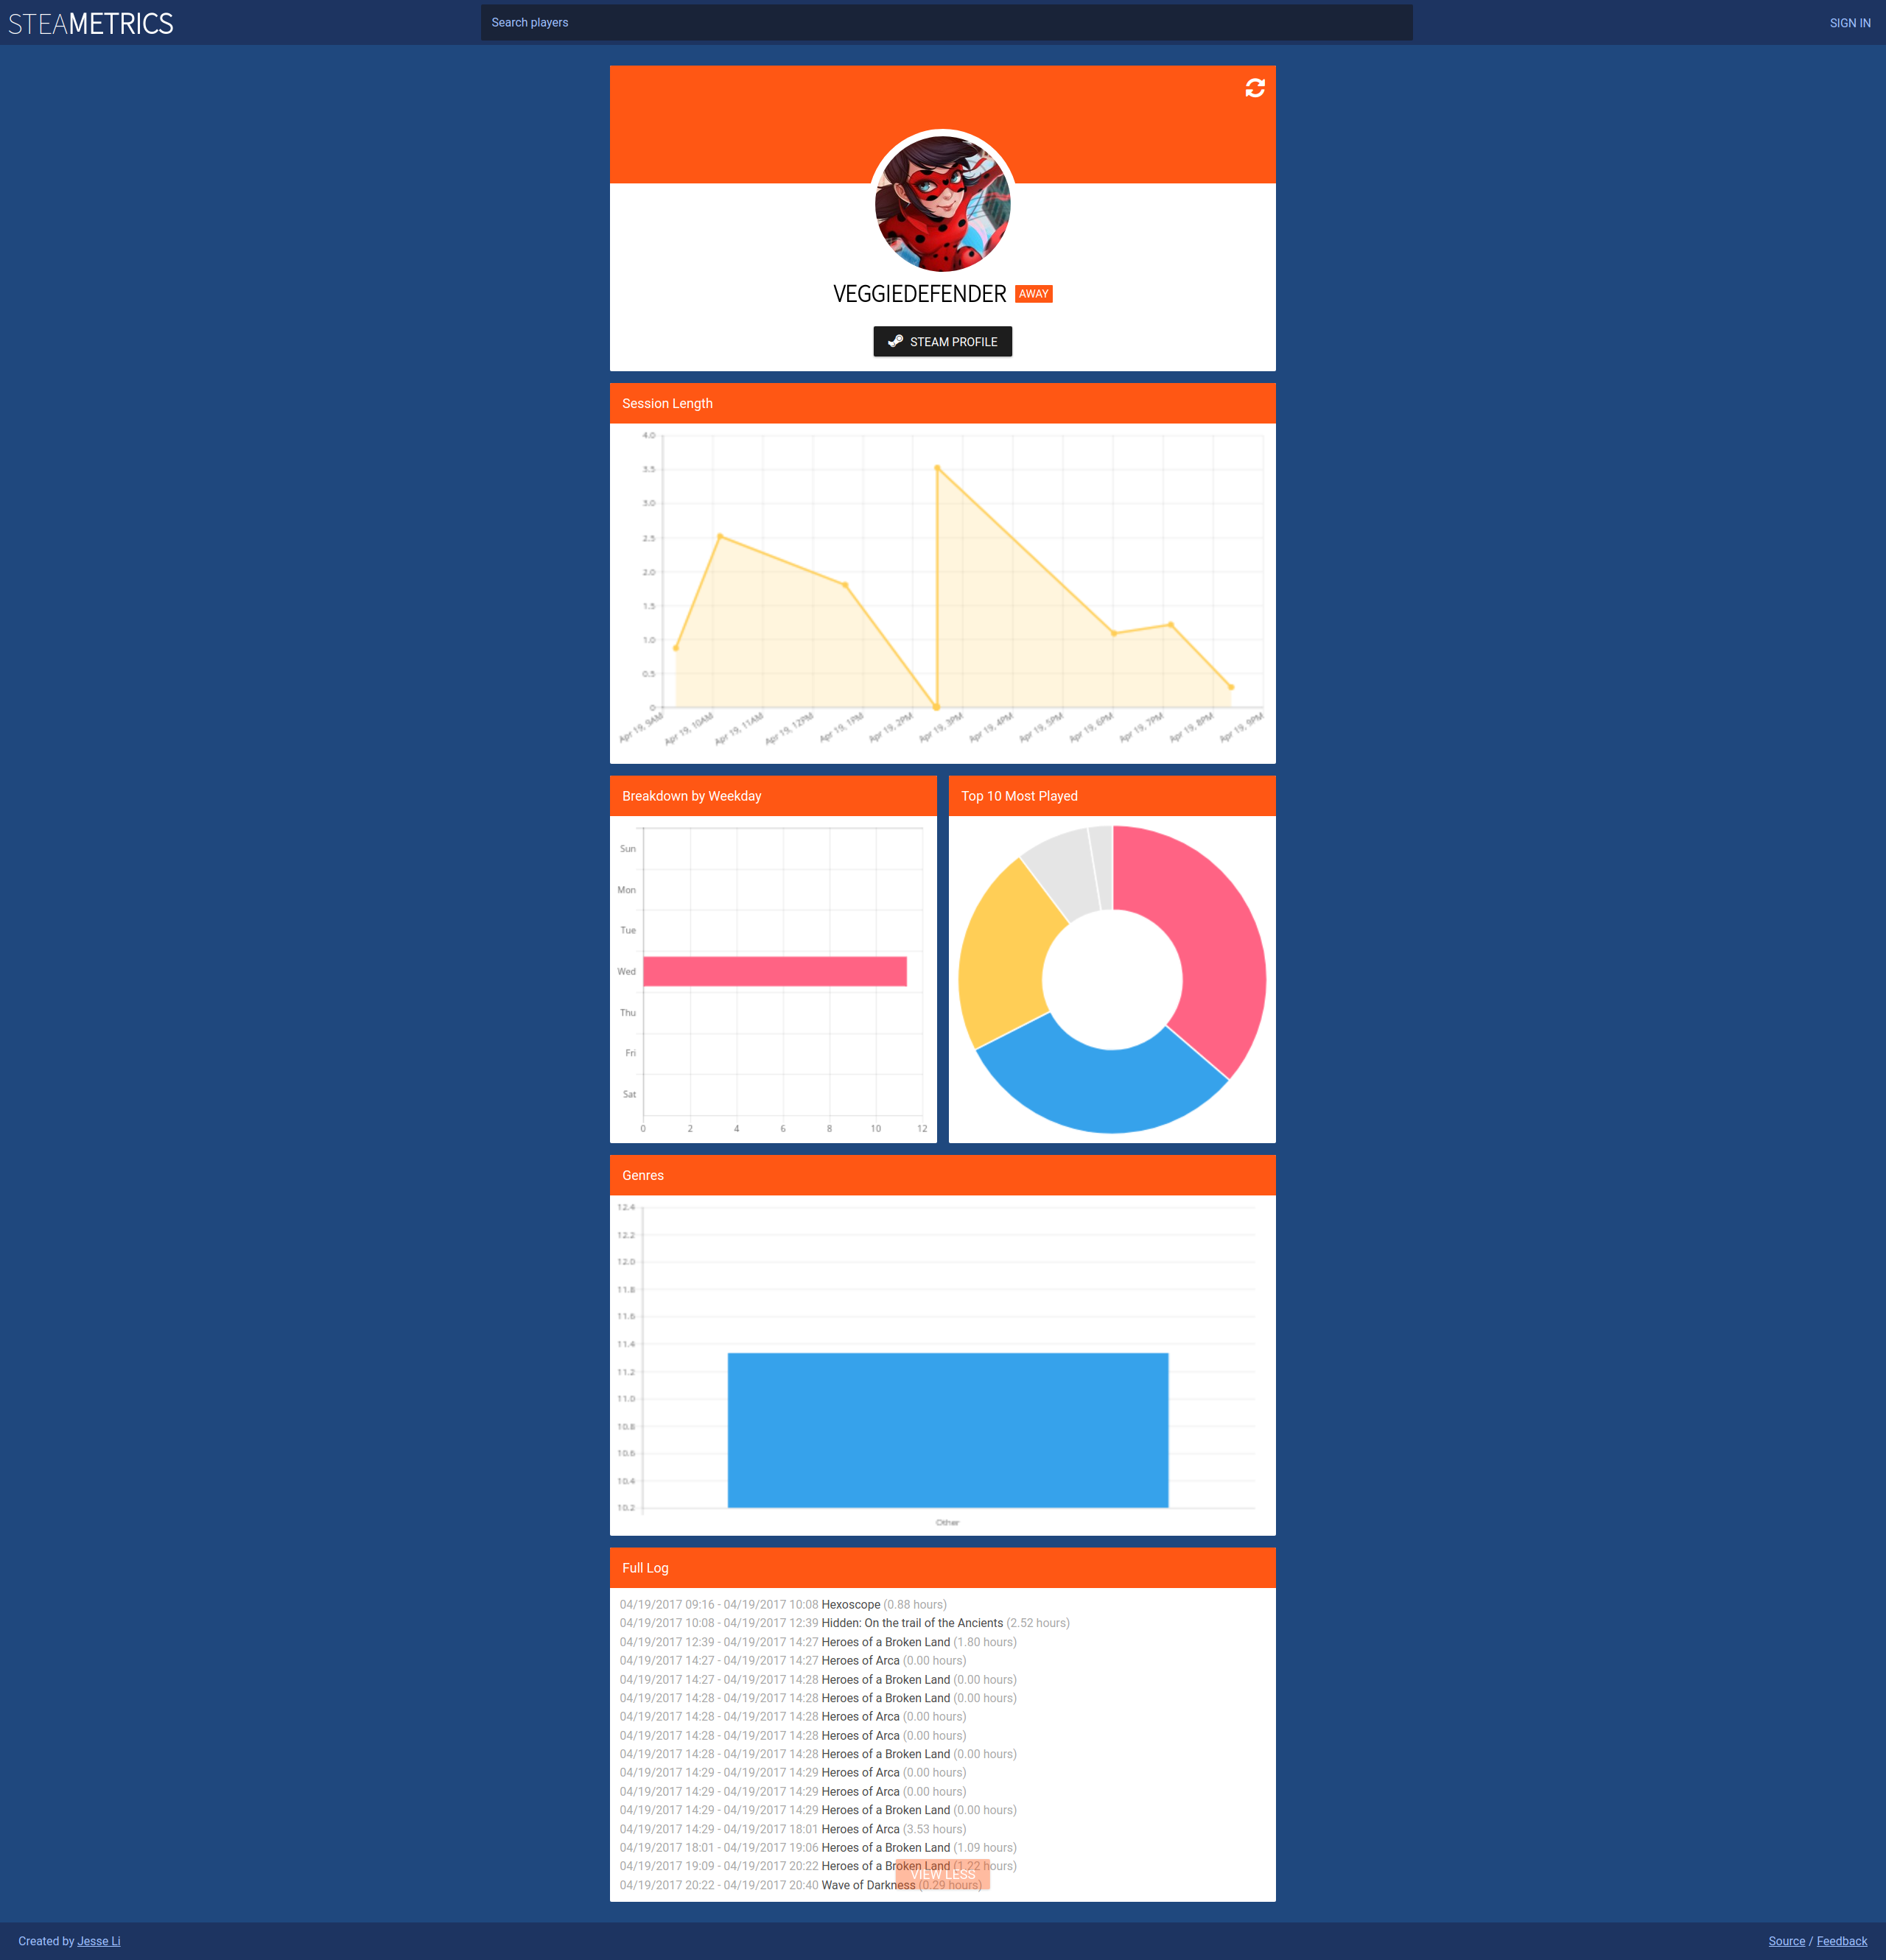 STEAMETRICS
Search players
SIGN IN
VEGGIEDEFENDER AWAY
STEAM PROFILE
Session Length
4.0
3.5
3.0
2.5
2.0
1.5
1.0
0.5
0
Apr 19, 9AM Apr 19, 10AM Apr 19, 11AM Apr 19, 12PM Apr 19, 1PM Apr 19, 2PM Apr 19, 3PM Apr 19, 4PM Apr 19, 5PM Apr 19, 6PM Apr 19, 7PM Apr 19, 8PM Apr 19, 9PM
Breakdown by Weekday
Sun
Mon
Tue
Wed
Thu
Fri
Sat
0 2 4 6 8 10 12
Top 10 Most Played
Genres
12.4
12.2
12.0
11.8
11.6
11.4
11.2
11.0
10.8
10.6
10.4
10.2
Other
Full Log
04/19/2017 09:16 - 04/19/2017 10:08 Hexoscope (0.88 hours)
04/19/2017 10:08 - 04/19/2017 12:39 Hidden: On the trail of the Ancients (2.52 hours)
04/19/2017 12:39 - 04/19/2017 14:27 Heroes of a Broken Land (1.80 hours)
04/19/2017 14:27 - 04/19/2017 14:27 Heroes of Arca (0.00 hours)
04/19/2017 14:27 - 04/19/2017 14:28 Heroes of a Broken Land (0.00 hours)
04/19/2017 14:28 - 04/19/2017 14:28 Heroes of a Broken Land (0.00 hours)
04/19/2017 14:28 - 04/19/2017 14:28 Heroes of Arca (0.00 hours)
04/19/2017 14:28 - 04/19/2017 14:28 Heroes of Arca (0.00 hours)
04/19/2017 14:28 - 04/19/2017 14:28 Heroes of a Broken Land (0.00 hours)
04/19/2017 14:29 - 04/19/2017 14:29 Heroes of Arca (0.00 hours)
04/19/2017 14:29 - 04/19/2017 14:29 Heroes of Arca (0.00 hours)
04/19/2017 14:29 - 04/19/2017 14:29 Heroes of a Broken Land (0.00 hours)
04/19/2017 14:29 - 04/19/2017 18:01 Heroes of Arca (3.53 hours)
04/19/2017 18:01 - 04/19/2017 19:06 Heroes of a Broken Land (1.09 hours)
04/19/2017 19:09 - 04/19/2017 20:22 Heroes of a Broken Land (1.22 hours)
VIEW LESS
04/19/2017 20:22 - 04/19/2017 20:40 Wave of Darkness (0.29 hours)
Created by Jesse Li
Source / Feedback